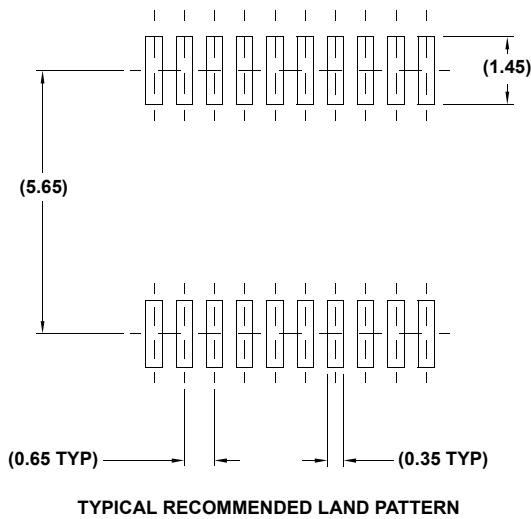 (1.45)
(5.65)
(0.65 TYP)
(0.35 TYP)
TYPICAL RECOMMENDED LAND PATTERN